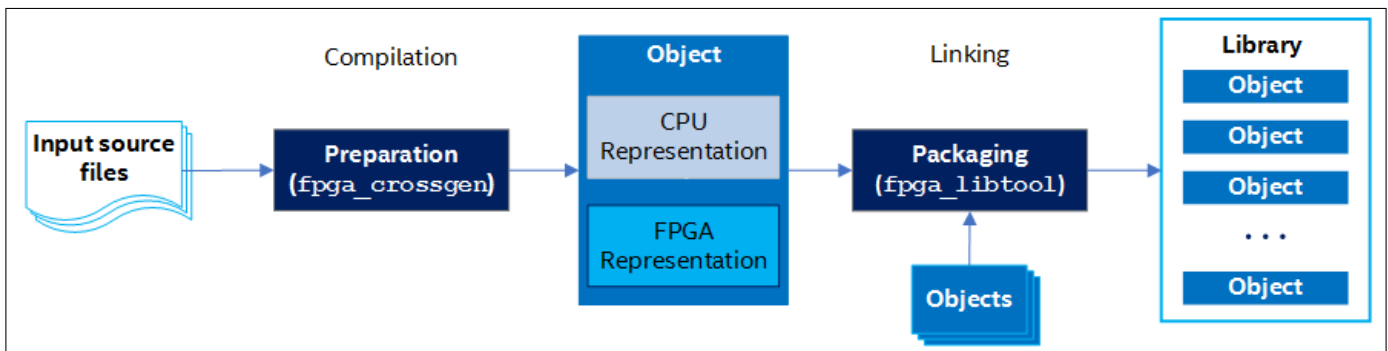 Compilation
Object
Linking
Library
Input source
files
Preparation
(fpga_crossgen)
CPU
Representation
FPGA
Representation
Packaging
(fpga_libtool)
Objects
Object
Object
Object
...
Object